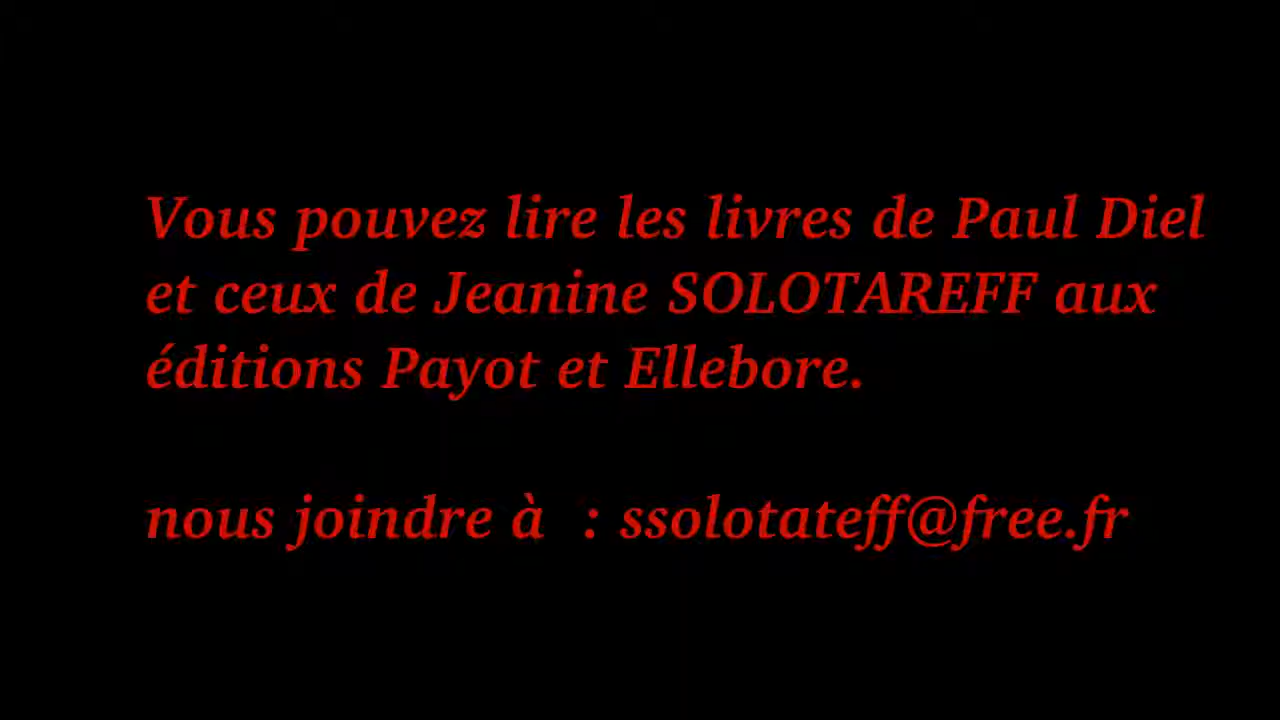 Vous pouvez lire les livres de Paul Diel
et ceux de Jeanine SOLOTAREFF aux
éditions Payot et Ellebore.
nous joindre à  : ssolotateff@free.fr